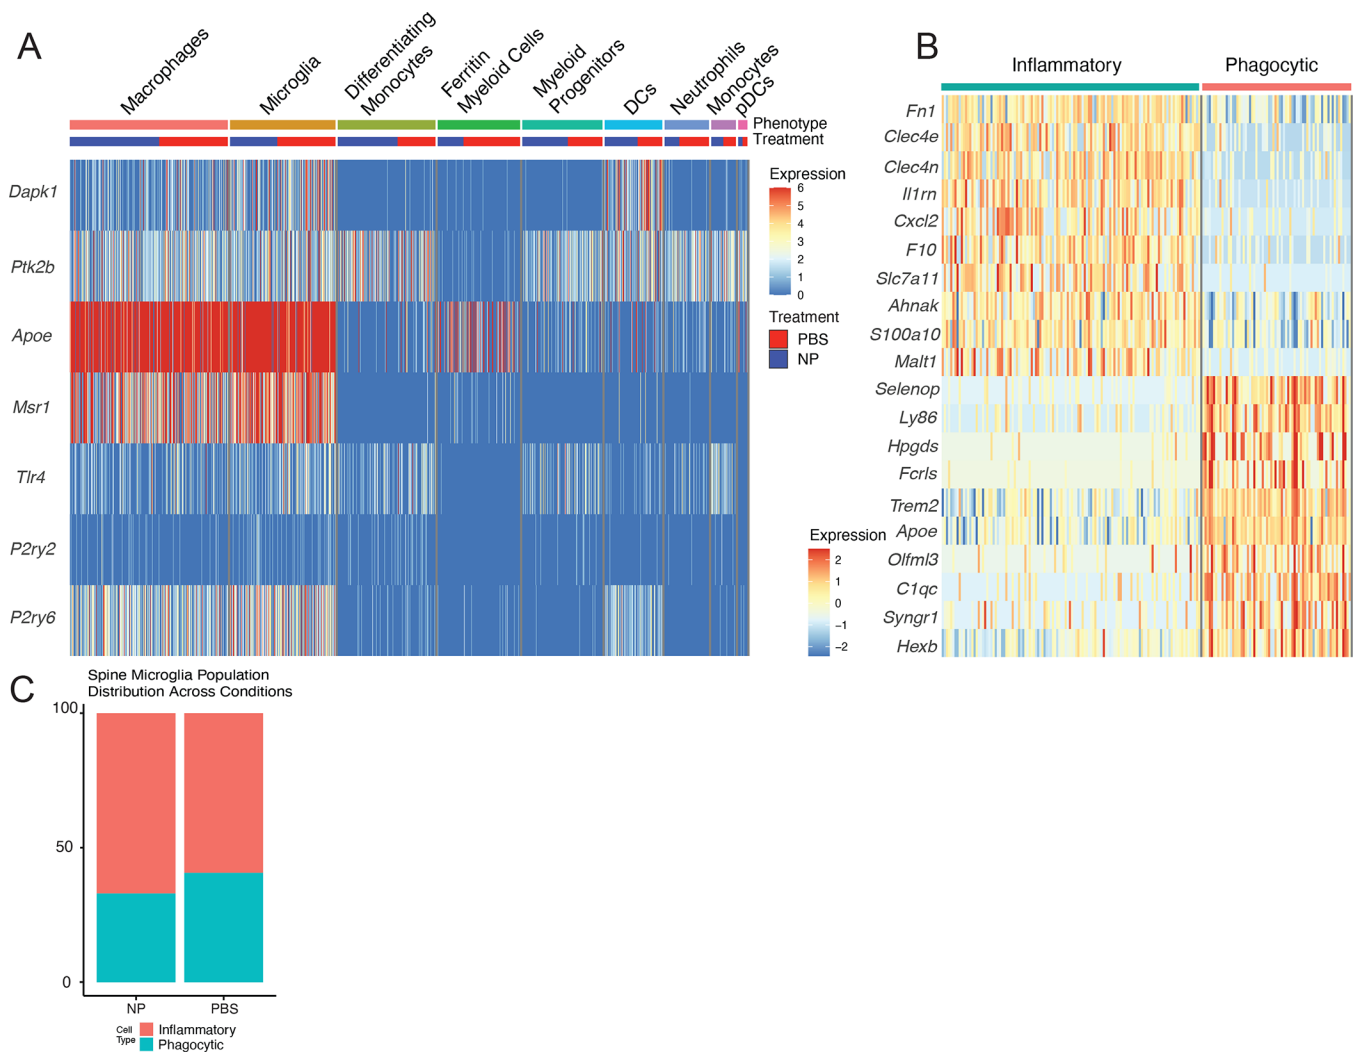 A
Macrophages
Microglia
Differentiating
Monocytes
Ferritin
Myeloid Cells
Myeloid
Progenitors
DCs
Neutrophils
Monocytes
pDCs
Phenotype
Treatment
Dapk1
Ptk2b
Apoe
Msr1
Tlr4
P2ry2
P2ry6
Expression
6
5
4
3
2
1
0
Treatment
PBS
NP
B
Inflammatory
Phagocytic
Fn1
Clec4e
Clec4n
Il1rn
Cxcl2
F10
Slc7a11
Ahnak
S100a10
Malt1
Selenop
Ly86
Hpgds
Fcrls
Trem2
Apoe
Olfml3
C1qc
Syngr1
Hexb
Expression
2
1
0
−1
−2
C
Spine Microglia Population
Distribution Across Conditions
100
50
0
NP
PBS
Cell
Type
Inflammatory
Phagocytic